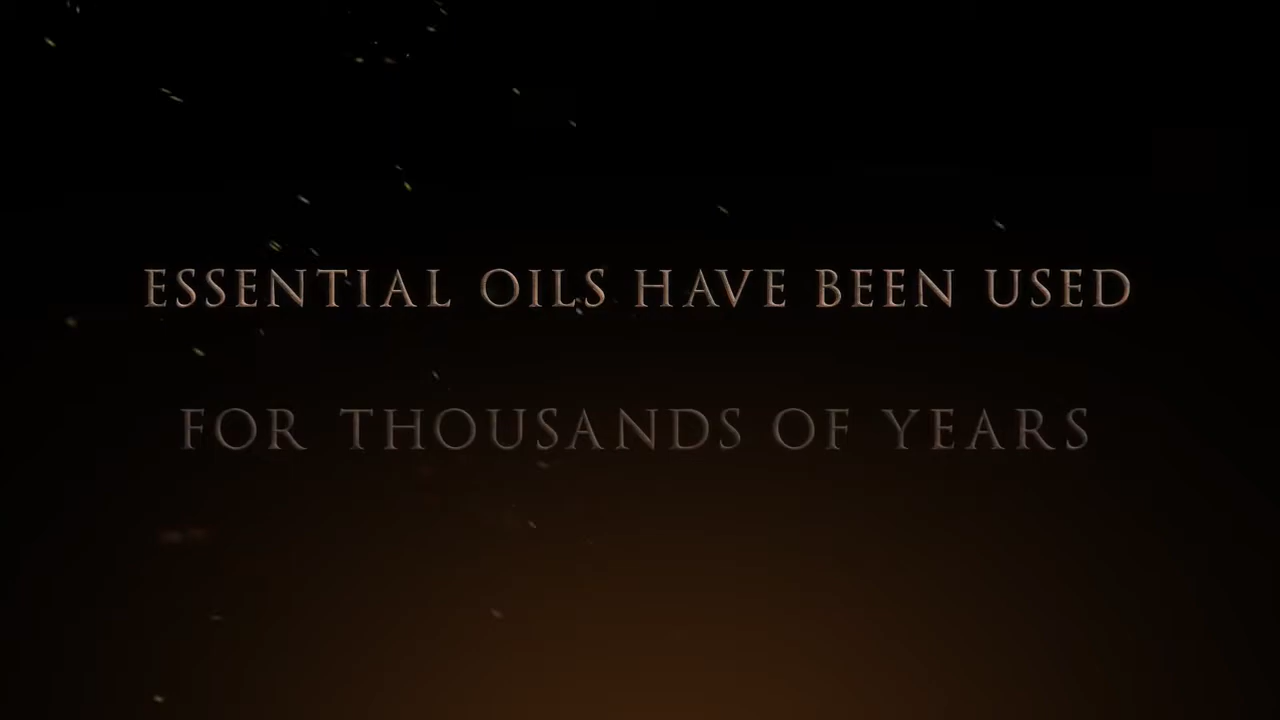 ESSENTIAL OILS HAVE BEEN USED
FOR THOUSANDS OF YEARS